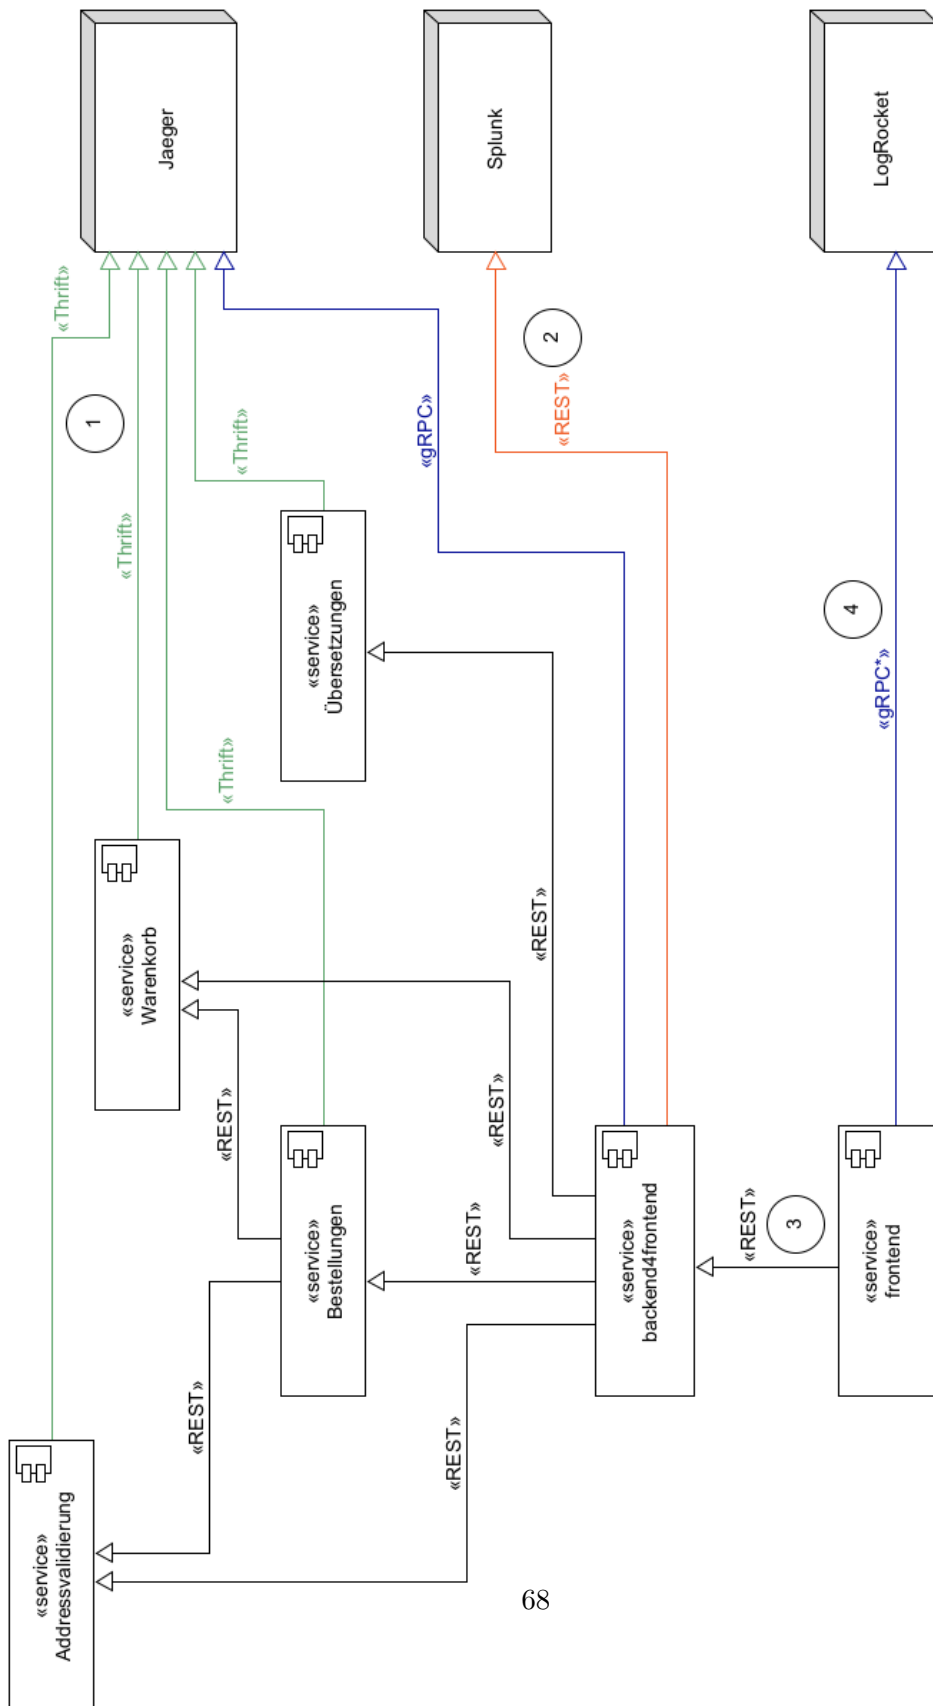 «service»
Addressvalidierung
«service»
Warenkorb
«Thrift»
1
«Thrift»
Jaeger
«REST»
«REST»
«service»
Bestellungen
«Thrift»
«service»
Übersetzungen
«Thrift»
«REST»
«REST»
«REST»
«REST»
«gRPC»
«REST»
2
Splunk
«service»
backend4frontend
«REST»
3
«service»
frontend
«gRPC*»
4
LogRocket
68